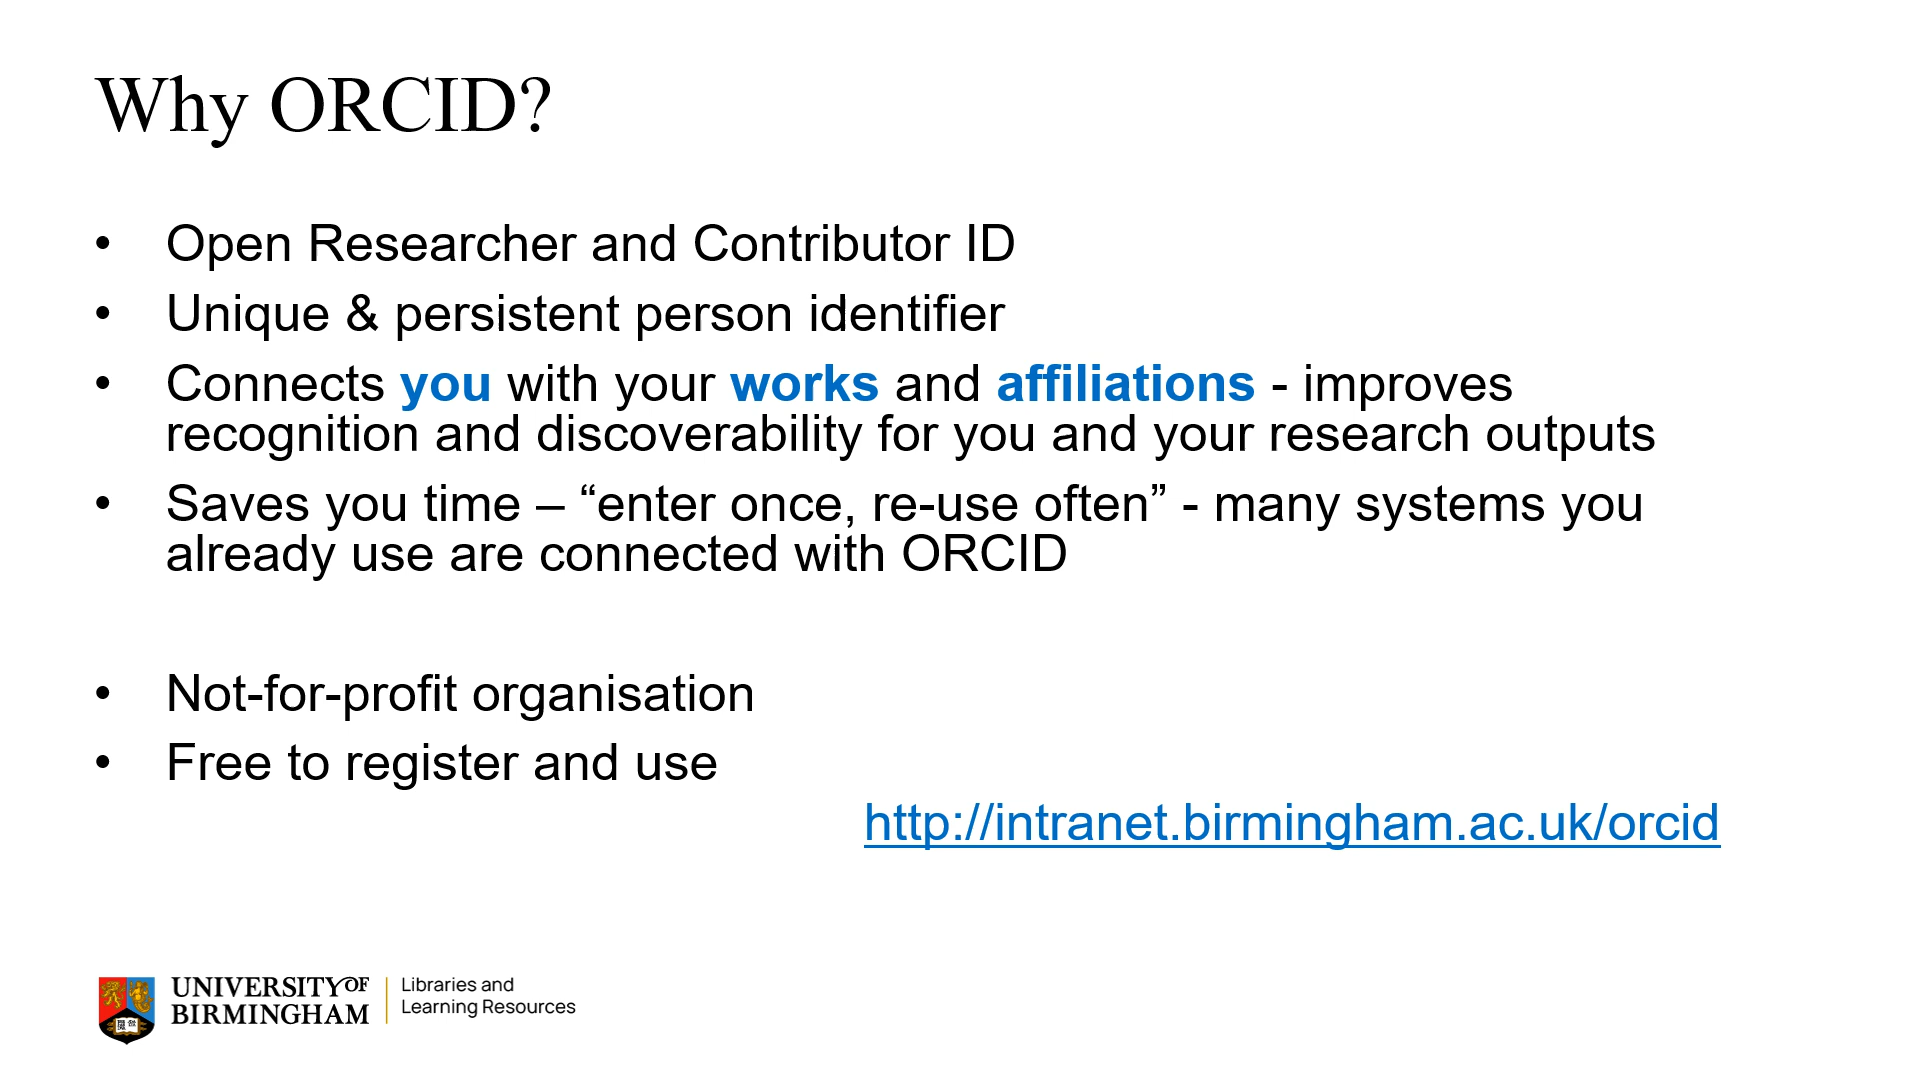 Why ORCID?
• Open Researcher and Contributor ID
• Unique & persistent person identifier
• Connects you with your works and affiliations - improves
recognition and discoverability for you and your research outputs
• Saves you time – “enter once, re-use often” - many systems you
already use are connected with ORCID
• Not-for-profit organisation
• Free to register and use
http://intranet.birmingham.ac.uk/orcid
UNIVERSITY OF
BIRMINGHAM
Libraries and
Learning Resources